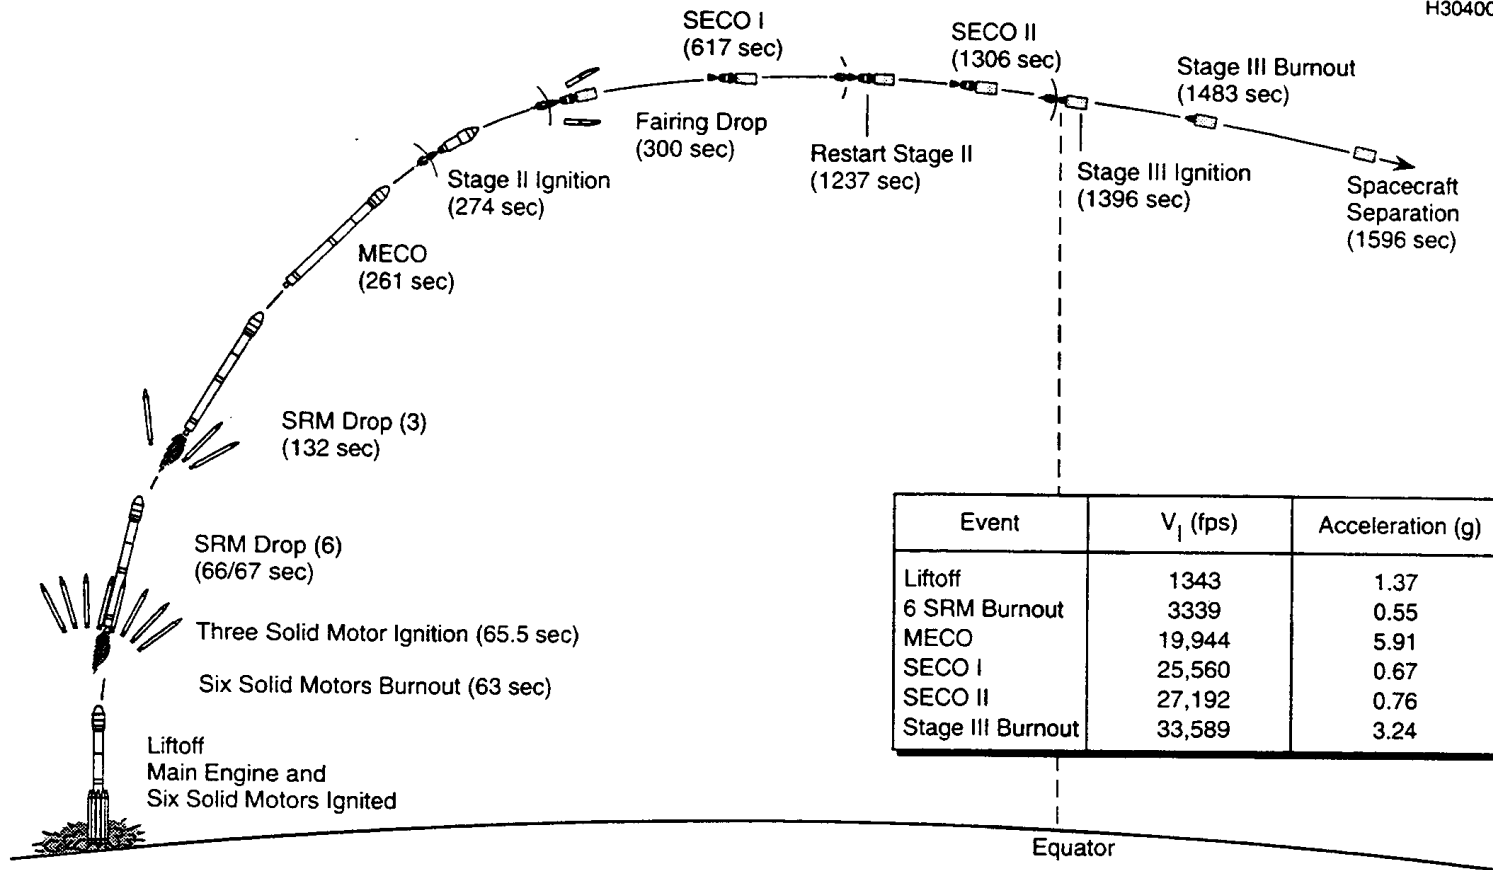 H30400
SECO I
(617 sec)
SECO II
(1306 sec)
Stage III Burnout
(1483 sec)
Fairing Drop
(300 sec)
Restart Stage II
(1237 sec)
Stage III Ignition
(1396 sec)
Spacecraft
Separation
(1596 sec)
Stage II Ignition
(274 sec)
MECO
(261 sec)
SRM Drop (3)
(132 sec)
SRM Drop (6)
(66/67 sec)
Three Solid Motor Ignition (65.5 sec)
Six Solid Motors Burnout (63 sec)
Liftoff
Main Engine and
Six Solid Motors Ignited
Event VI (fps) Acceleration (g)
Liftoff 1343 1.37
6 SRM Burnout 3339 0.55
MECO 19,944 5.91
SECO I 25,560 0.67
SECO II 27,192 0.76
Stage III Burnout 33,589 3.24
Equator